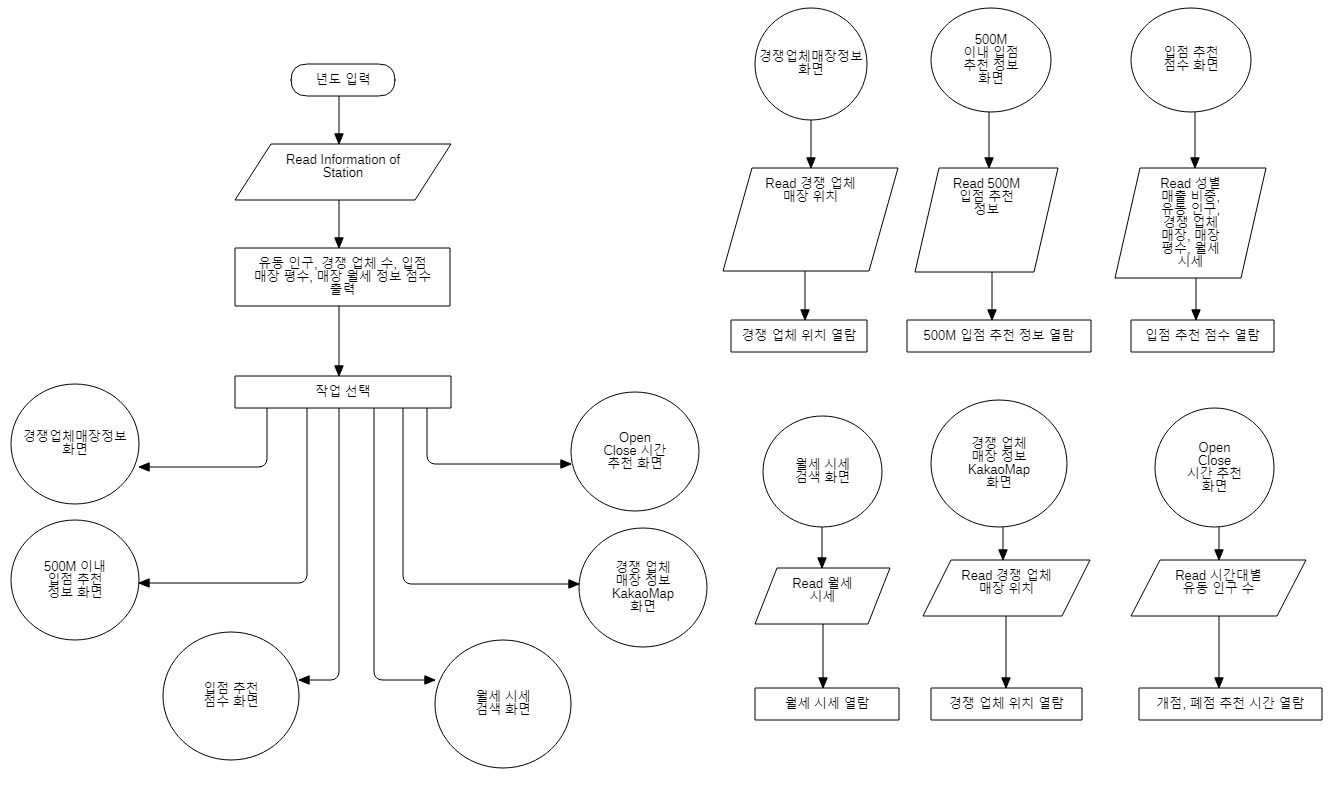 년도 입력
Read Information of
Station
유동 인구, 경쟁 업체 수, 입점
매장 평수, 매장 월세 정보 점수
출력
작업 선택
경쟁업체매장정보
화면
500M 이내
입점 추천
정보 화면
입점 추천
점수 화면
월세 시세
검색 화면
경쟁 업체
매장 정보
KakaoMap
화면
Open
Close 시간
추천 화면
경쟁업체매장정보
화면
Read 경쟁 업체
매장 위치
경쟁 업체 위치 열람
500M
이내 입점
추천 정보
화면
Read 500M
입점 추천
정보
500M 입점 추천 정보 열람
입점 추천
점수 화면
Read 성별
매출 비중,
유동 인구,
경쟁 업체
매장, 매장
평수, 월세
시세
입점 추천 점수 열람
월세 시세
검색 화면
Read 월세
시세
월세 시세 열람
경쟁 업체
매장 정보
KakaoMap
화면
Read 경쟁 업체
매장 위치
경쟁 업체 위치 열람
Open
Close
시간 추천
화면
Read 시간대별
유동 인구 수
개점, 폐점 추천 시간 열람